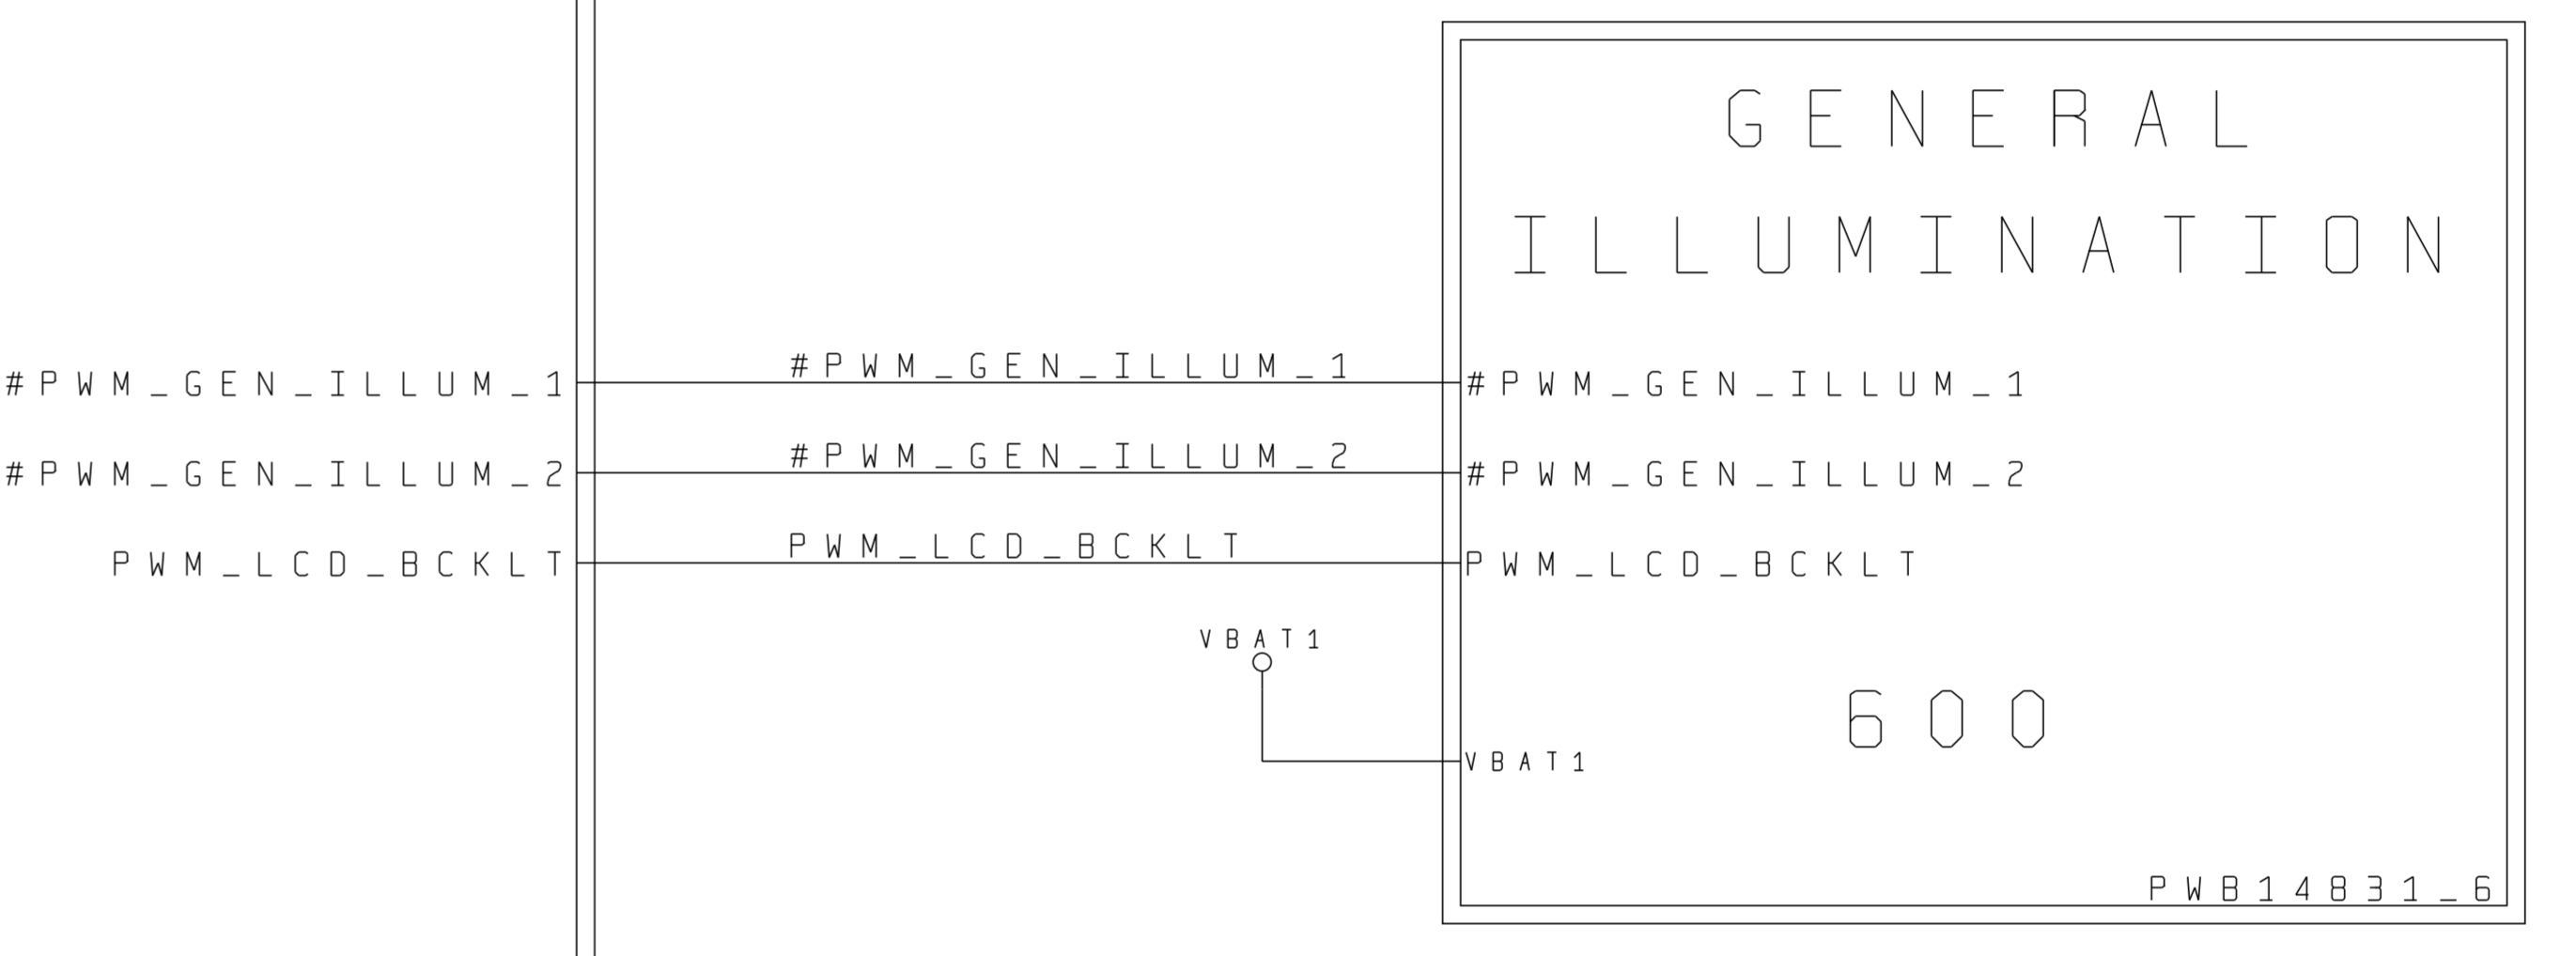 GENERAL
ILLUMINATION
#PWM_GEN_ILLUM_1 #PWM_GEN_ILLUM_1 #PWM_GEN_ILLUM_1
#PWM_GEN_ILLUM_2 #PWM_GEN_ILLUM_2 #PWM_GEN_ILLUM_2
PWM_LCD_BCKLT PWM_LCD_BCKLT PWM_LCD_BCKLT
VBAT1
600
VBAT1
PWB14831_6